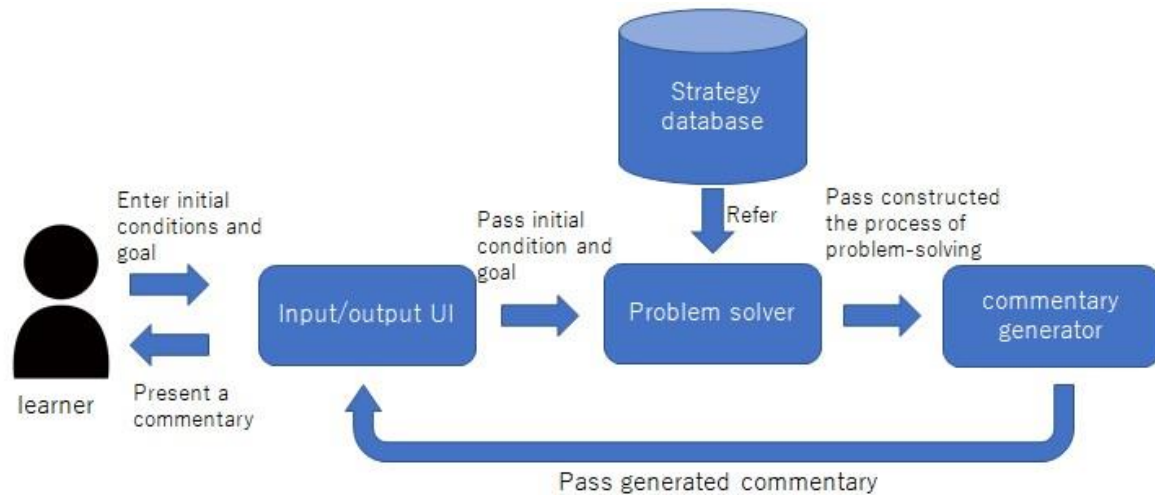 Strategy
database
Enter initial
conditions and
goal
Pass initial
condition and
goal
Refer
Pass constructed
the process of
problem-solving
Input/output UI
Problem solver
commentary
generator
learner
Present a
commentary
Pass generated commentary